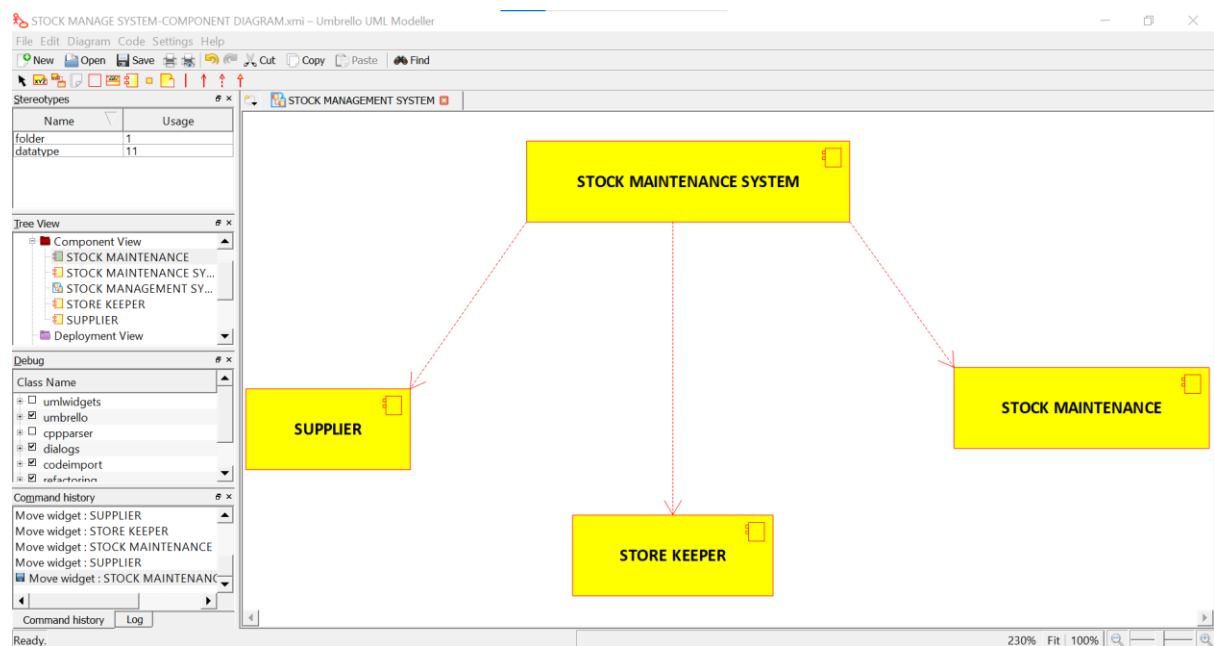 STOCK MANAGE SYSTEM-COMPONENT DIAGRAM.xmi – Umbrello UML Modeller
File Edit Diagram Code Settings Help
New Open Save Cut Copy Paste Find
Stereotypes
STOCK MANAGEMENT SYSTEM
Name Usage
folder 1
datatype 11
Tree View
Component View
STOCK MAINTENANCE
STOCK MAINTENANCE SY...
STOCK MANAGEMENT SY...
STORE KEEPER
SUPPLIER
Deployment View
Debug
Class Name
umlwidgets
umbrello
cppparser
dialogs
codeimport
refactoring
Command history
Move widget : SUPPLIER
Move widget : STORE KEEPER
Move widget : STOCK MAINTENANCE
Move widget : SUPPLIER
Move widget : STOCK MAINTENANC
Command history Log
STOCK MAINTENANCE SYSTEM
SUPPLIER
STOCK MAINTENANCE
STORE KEEPER
Ready.
230% Fit 100%